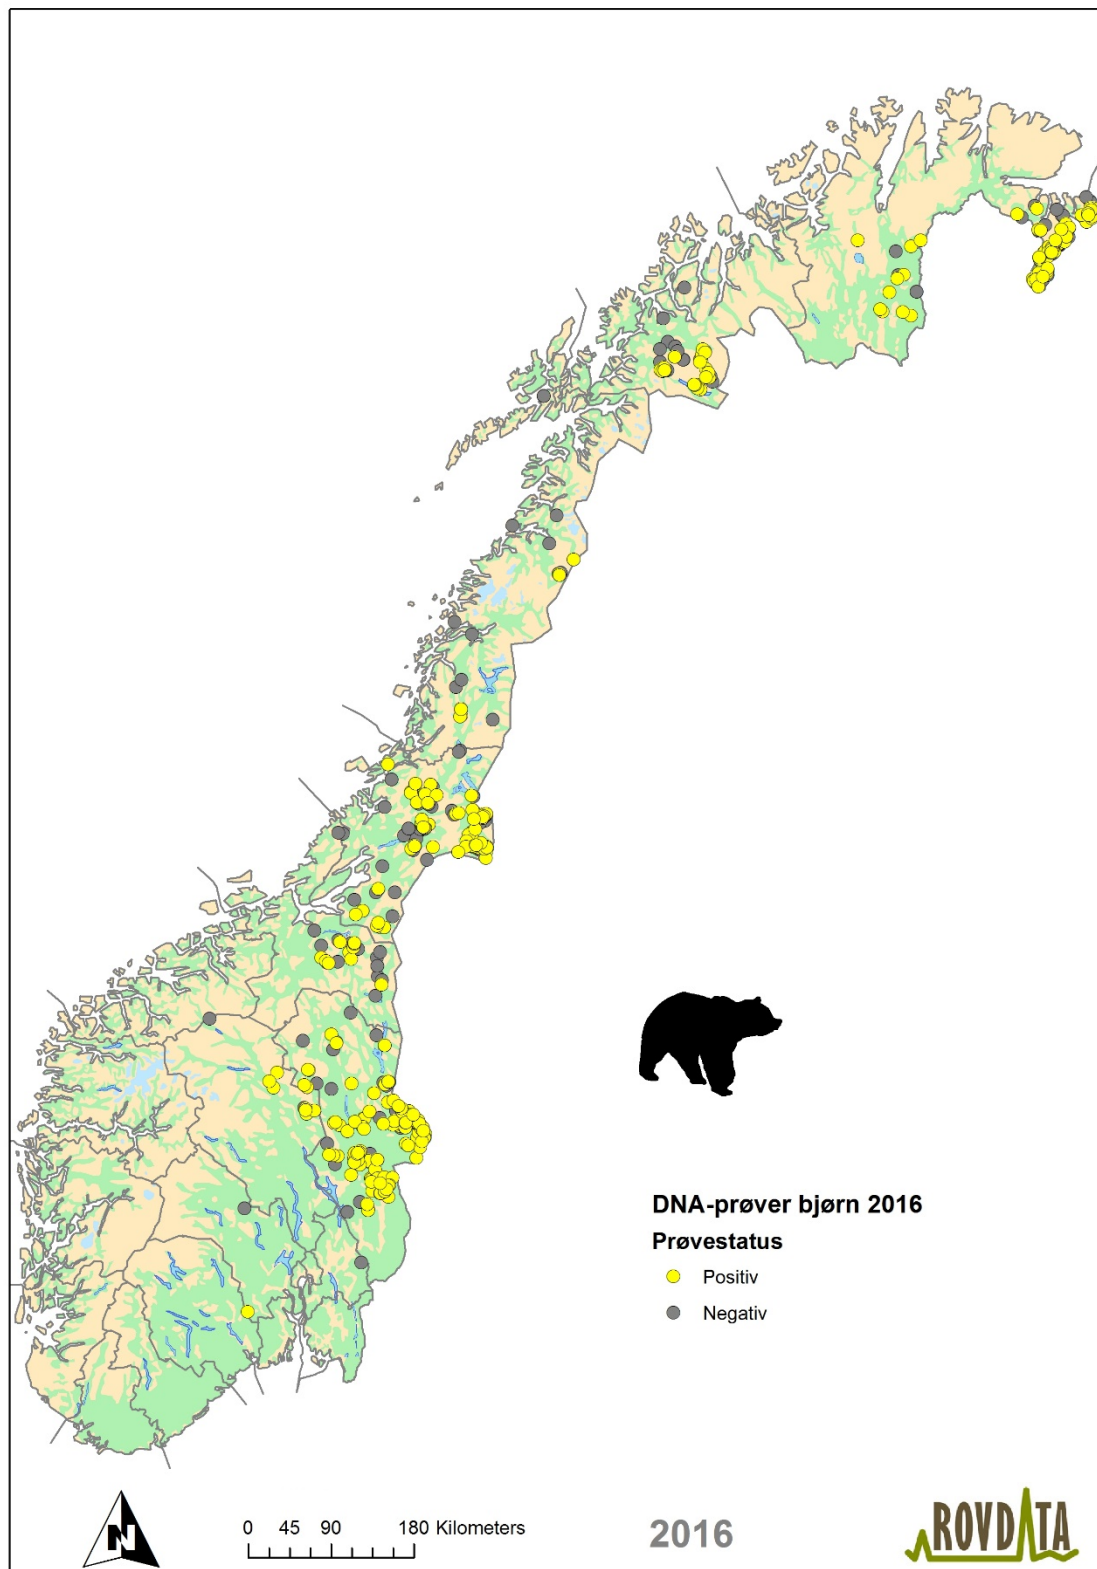 DNA-prøver bjørn 2016
Prøvestatus
Positiv
Negativ
N
0 45 90 180 Kilometers
2016
ROVDATA